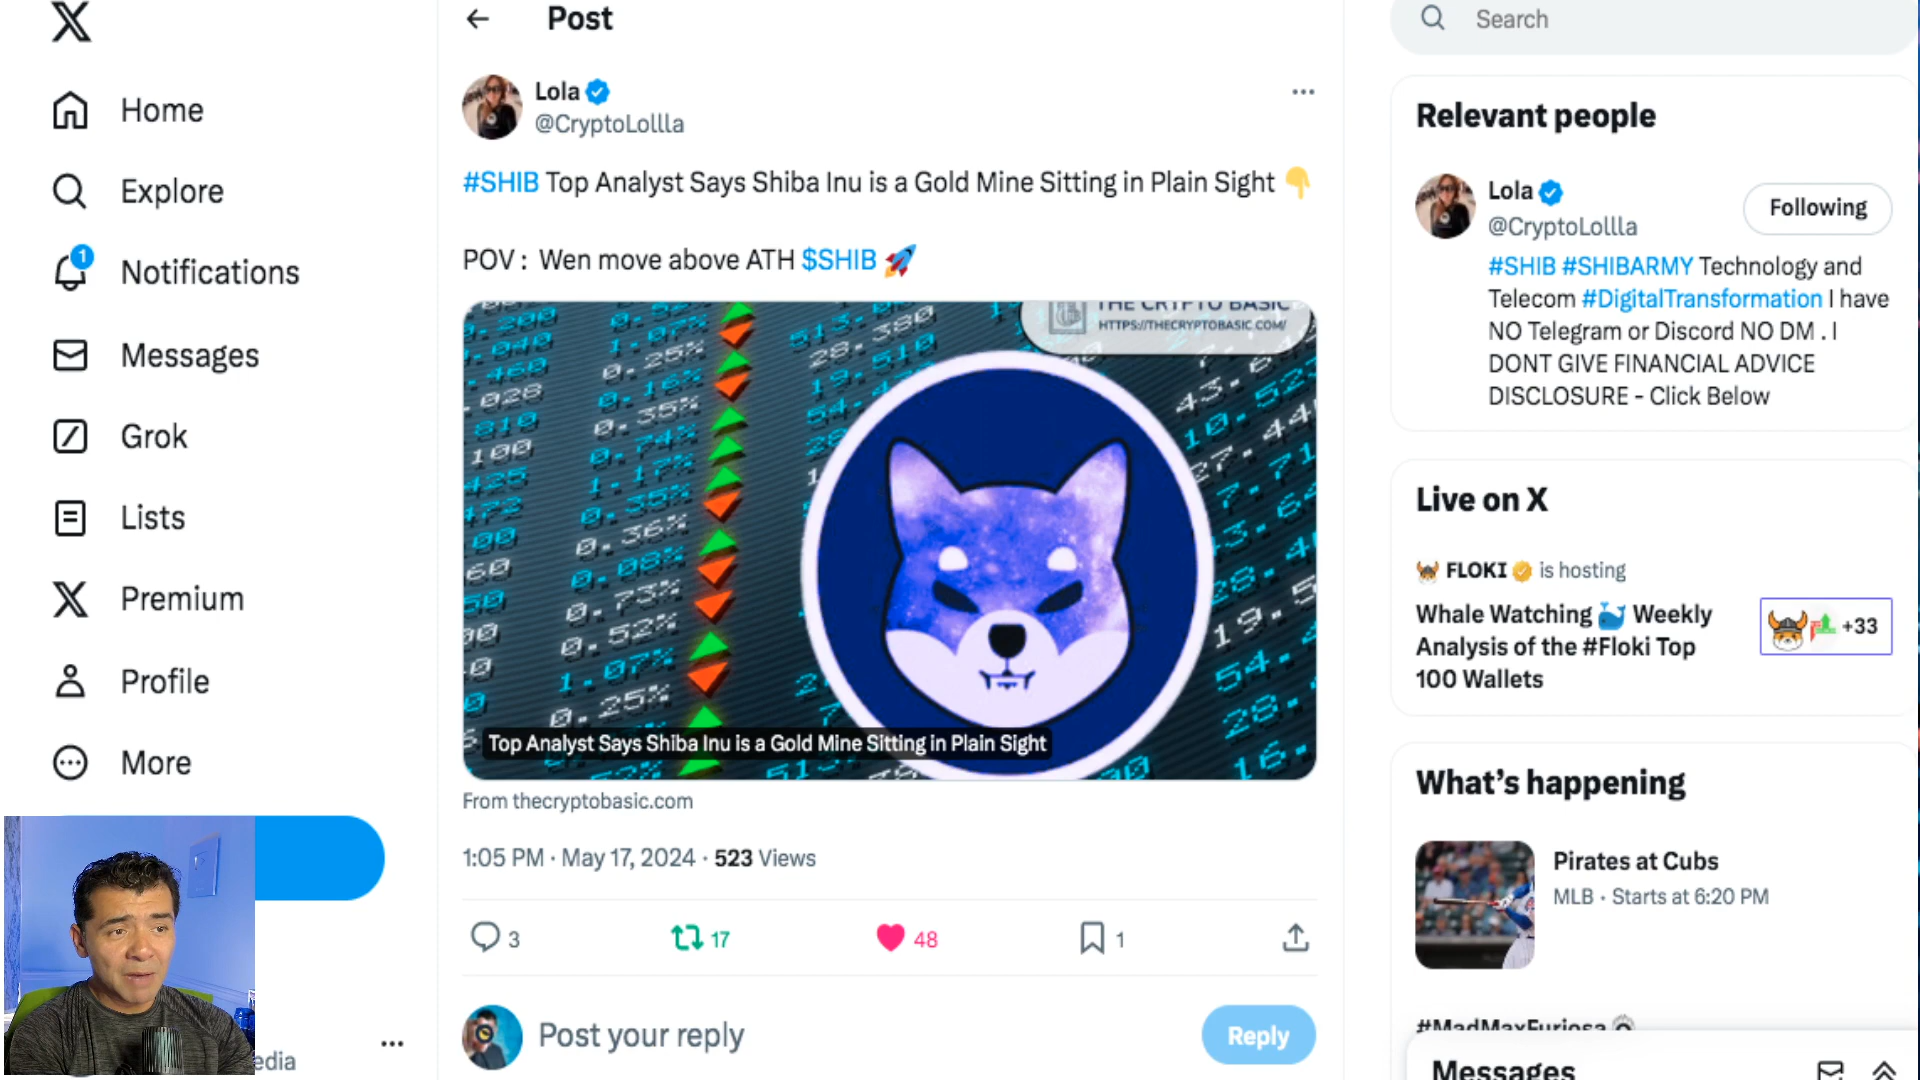 Home
Explore
1
Notifications
Messages
Grok
Lists
Premium
Profile
More
edia
Post
Lola
@CryptoLollla
#SHIB Top Analyst Says Shiba Inu is a Gold Mine Sitting in Plain Sight 👇
POV : Wen move above ATH $SHIB 🚀
THE CRYPTO BASIC
HTTPS://THECRYPTOBASIC.COM/
Top Analyst Says Shiba Inu is a Gold Mine Sitting in Plain Sight
From thecryptobasic.com
1:05 PM · May 17, 2024 · 523 Views
3 17 48 1
Post your reply
Reply
Search
Relevant people
Lola
Following
@CryptoLollla
#SHIB #SHIBARMY Technology and
Telecom #DigitalTransformation I have
NO Telegram or Discord NO DM . I
DONT GIVE FINANCIAL ADVICE
DISCLOSURE - Click Below
Live on X
FLOKI is hosting
Whale Watching 🐳 Weekly
Analysis of the #Floki Top
100 Wallets
+33
What's happening
Pirates at Cubs
MLB · Starts at 6:20 PM
#MadMaxFuriosa
Messages